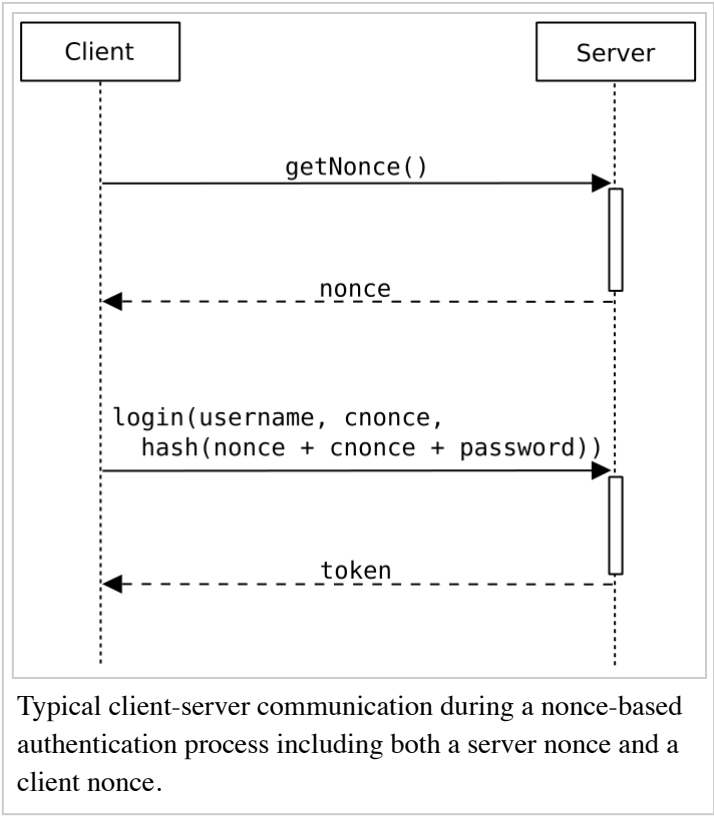 Client
Server
getNonce()
nonce
login(username, cnonce,
hash(nonce + cnonce + password))
token
Typical client-server communication during a nonce-based
authentication process including both a server nonce and a
client nonce.